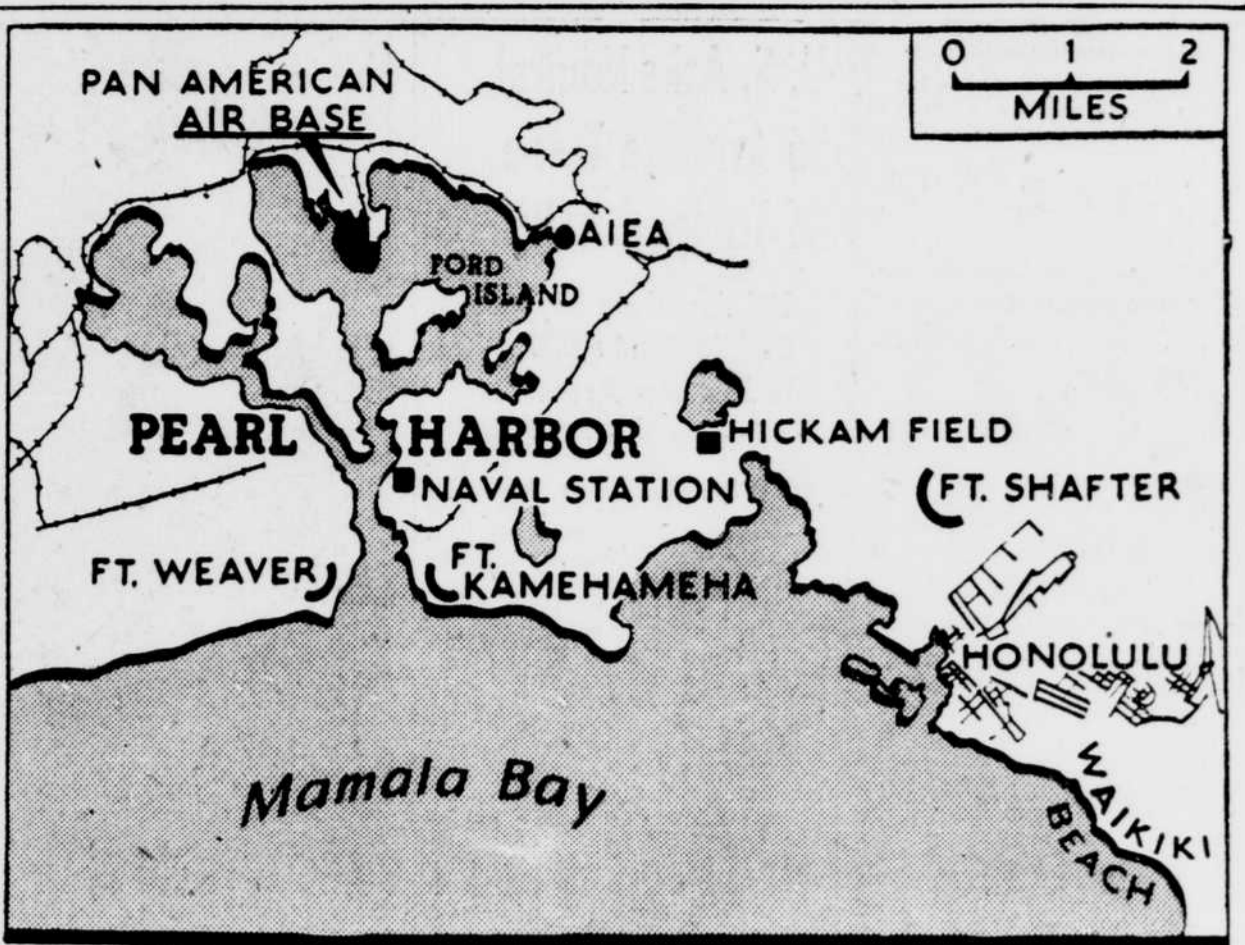 0 1 2
MILES
PAN AMERICAN
AIR BASE
AIEA
FORD
ISLAND
PEARL HARBOR
HICKAM FIELD
NAVAL STATION
FT. SHAFTER
FT. WEAVER
FT.
KAMEHAMEHA
HONOLULU
Mamala Bay
WAIKIKI
BEACH